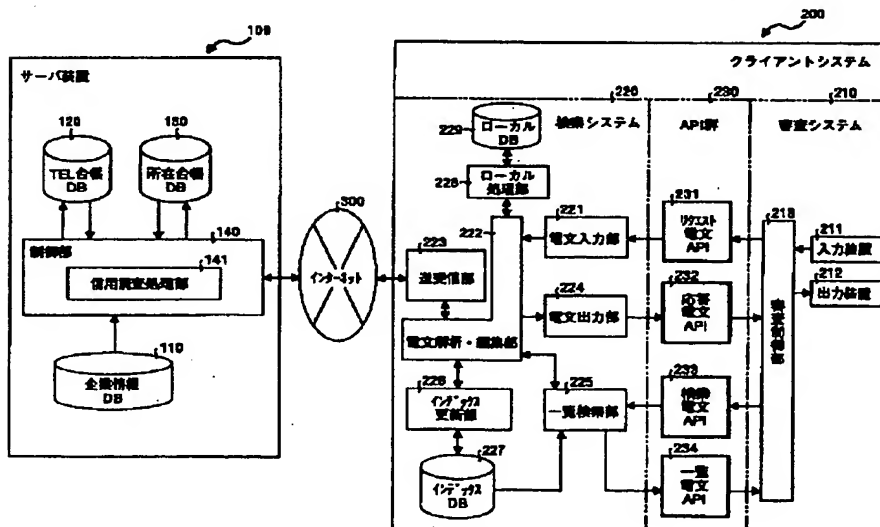 100
サーバ装置
120
TEL台帳
DB
130
所在台帳
DB
140
制御部
141
信用調査処理部
110
企業情報
DB
300
インターネット
200
クライアントシステム
220
検索システム
230
API群
210
審査システム
229
ローカル
DB
228
ローカル
処理部
222
電文解析・編集部
223
送受信部
221
電文入力部
224
電文出力部
226
インデックス
更新部
225
一覧検索部
227
インデックス
DB
231
リクエスト
電文
API
232
応答
電文
API
233
検索
電文
API
234
一覧
電文
API
213
211
入力装置
212
出力装置